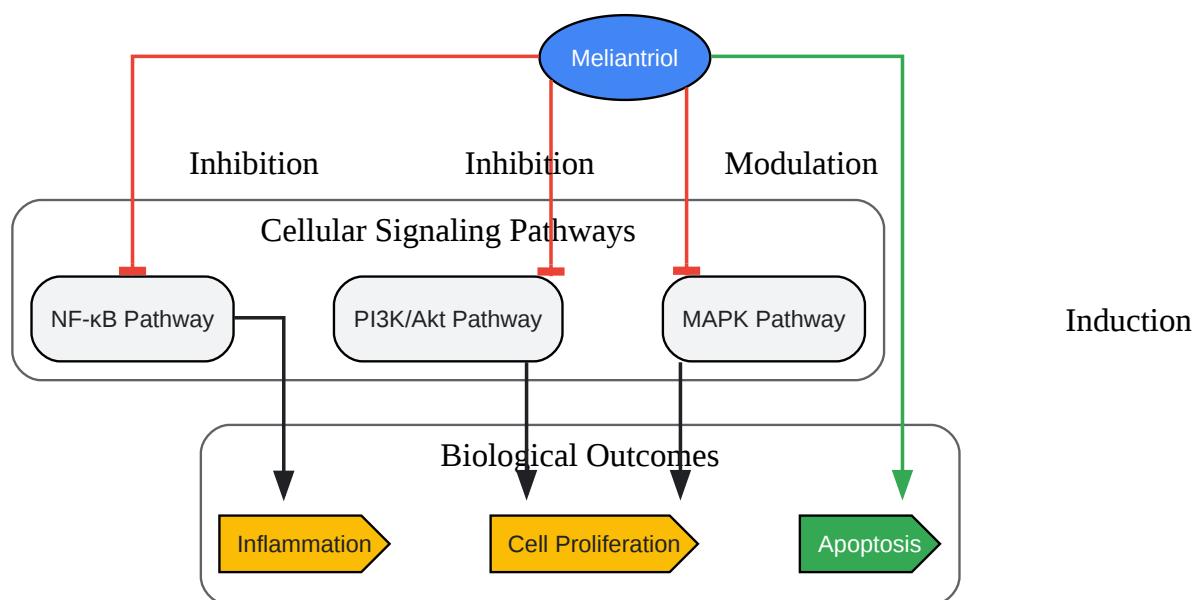 Meliantriol
Inhibition
Inhibition
Modulation
Cellular Signaling Pathways
NF-κB Pathway
PI3K/Akt Pathway
MAPK Pathway
Induction
Biological Outcomes
Inflammation
Cell Proliferation
Apoptosis